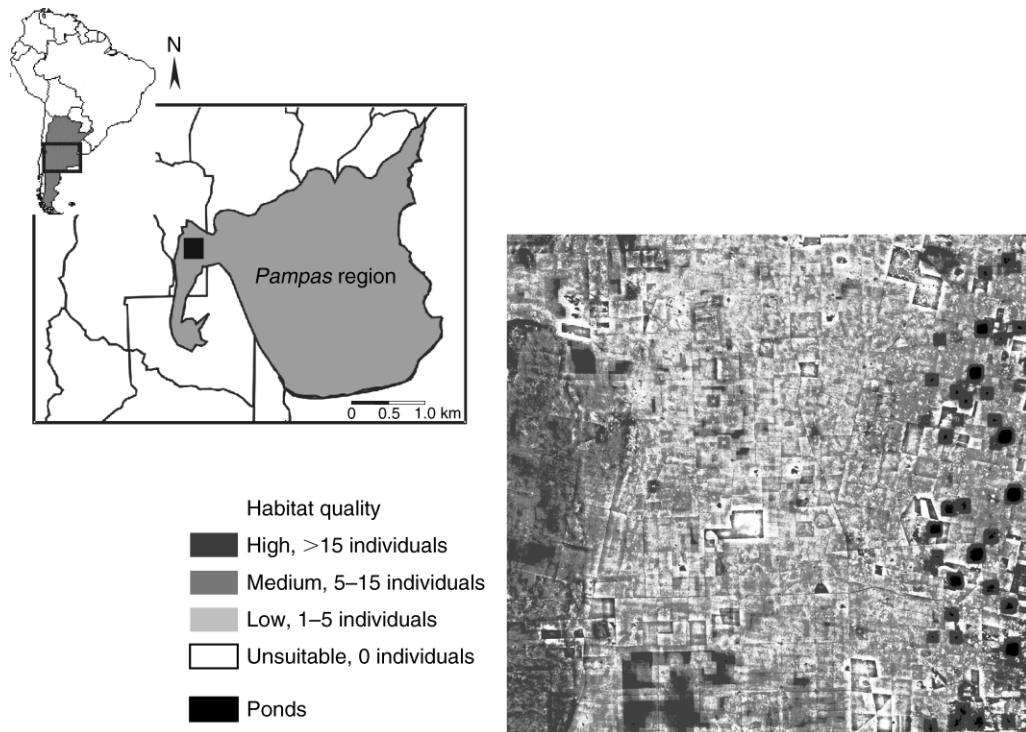 N
Pampas region
0 0.5 1.0 km
Habitat quality
High, >15 individuals
Medium, 5–15 individuals
Low, 1–5 individuals
Unsuitable, 0 individuals
Ponds